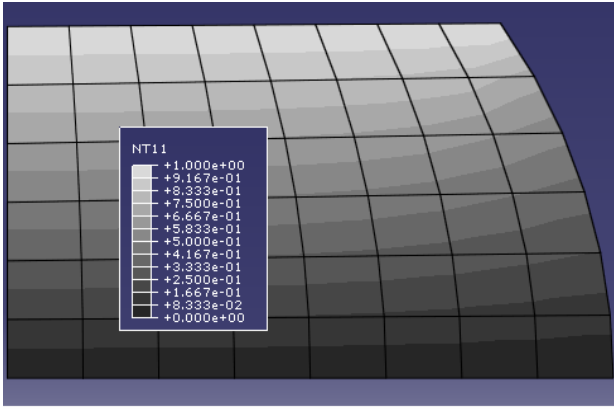 NT11
+1.000e+00
+9.167e-01
+8.333e-01
+7.500e-01
+6.667e-01
+5.833e-01
+5.000e-01
+4.167e-01
+3.333e-01
+2.500e-01
+1.667e-01
+8.333e-02
+0.000e+00